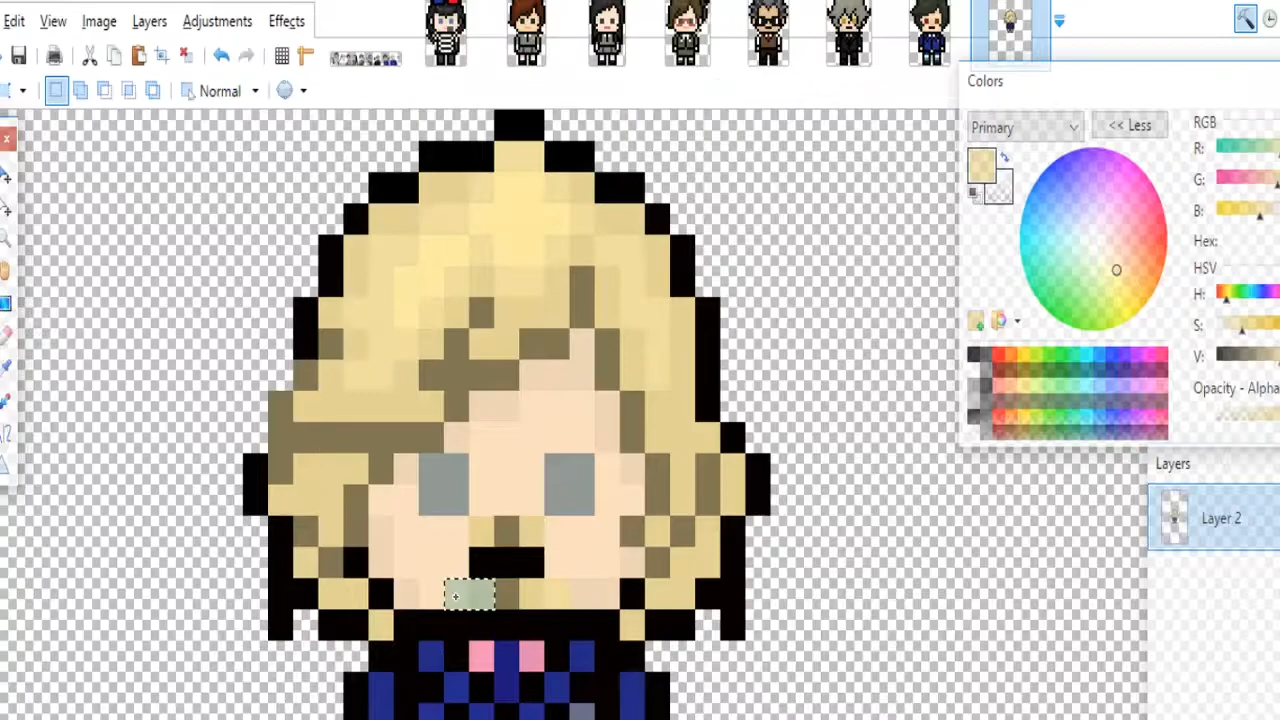 Edit View Image Layers Adjustments Effects
Normal
Colors
Primary << Less RGB
R:
G:
B:
Hex:
HSV
H:
S:
V:
Opacity - Alpha
Layers
Layer 2